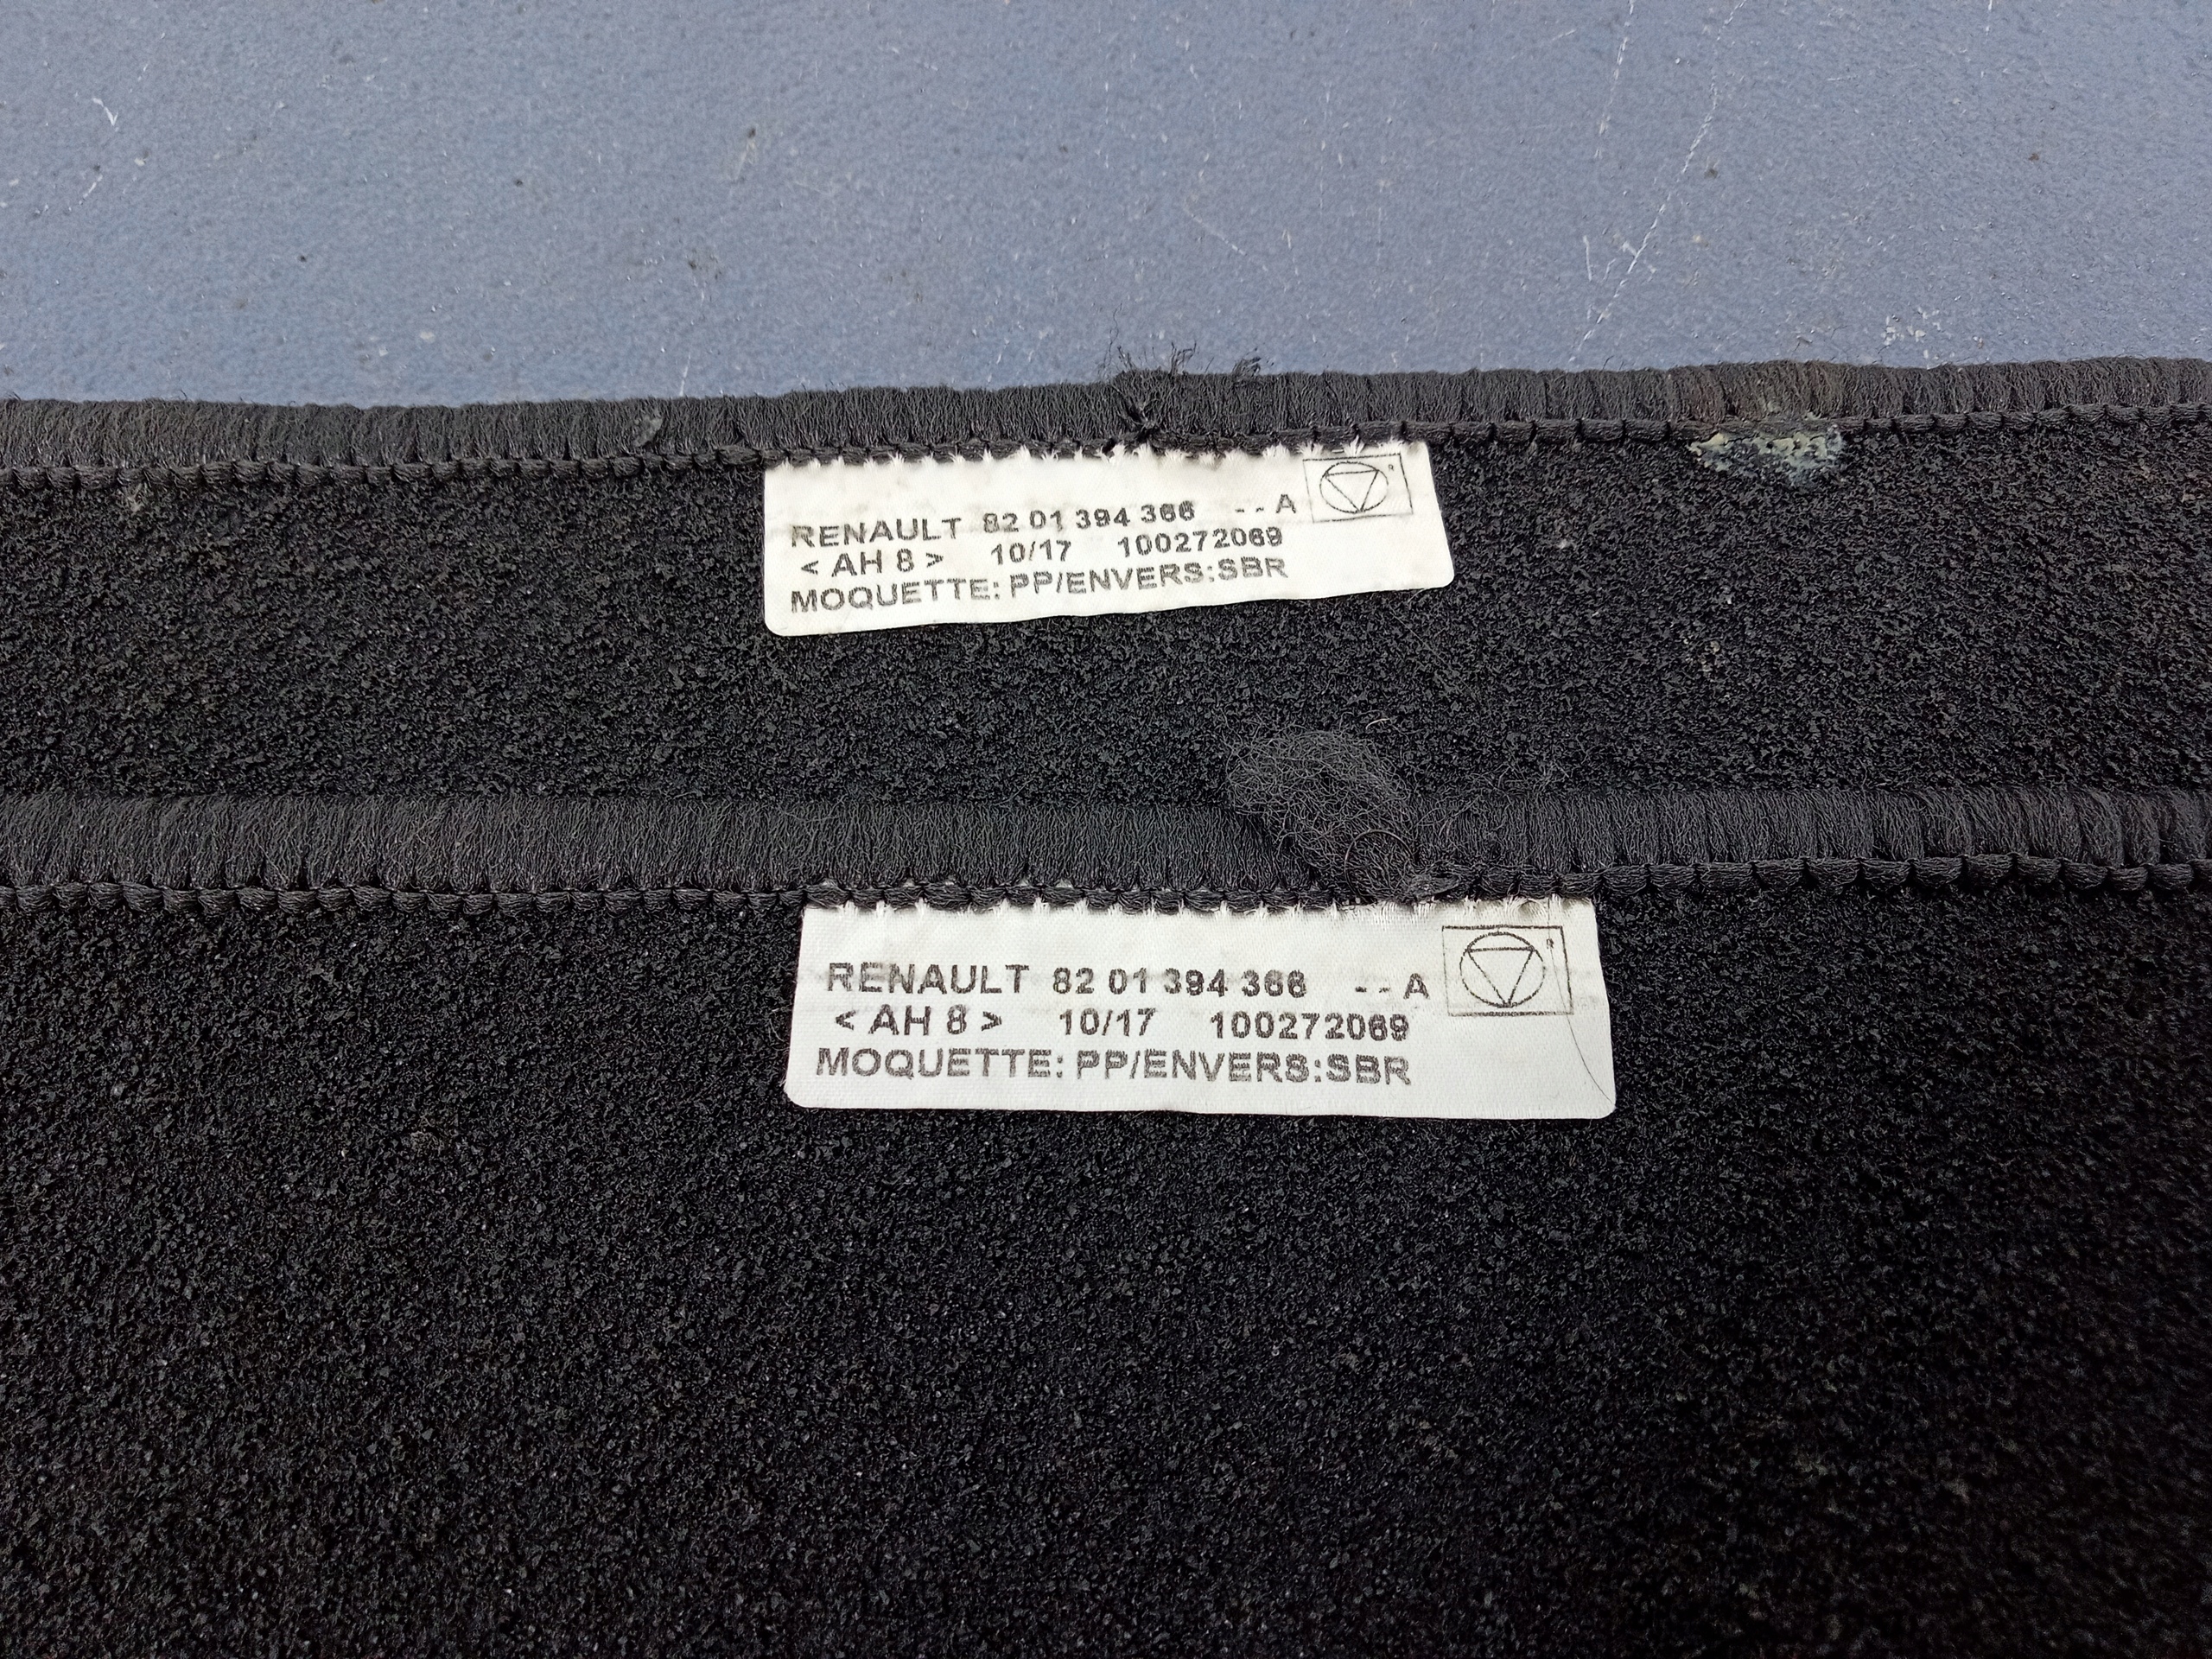 RENAULT 82 01 394 366 -- A
< AH 8 > 10/17 100272069
MOQUETTE: PP/ENVERS:SBR
RENAULT 82 01 394 366 -- A
< AH 8 > 10/17 100272069
MOQUETTE: PP/ENVERS:SBR